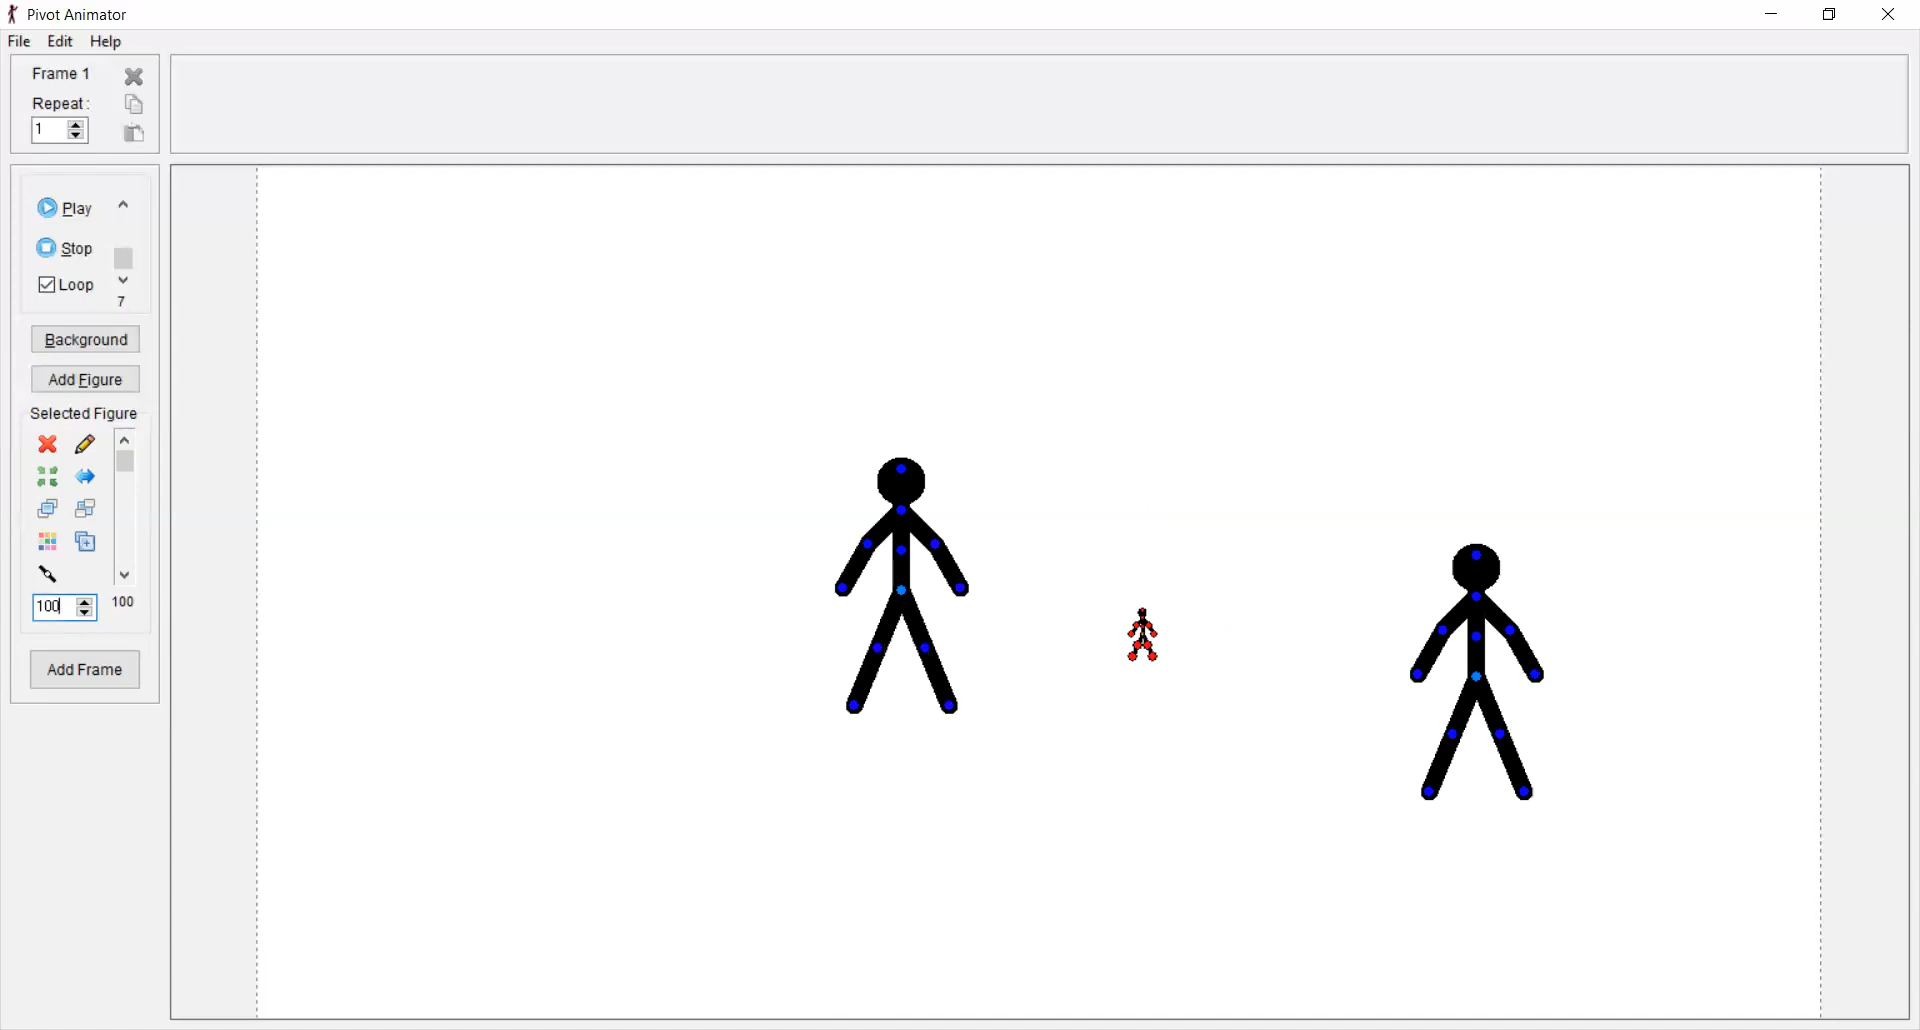 Pivot Animator
File Edit Help
Frame 1
Repeat :
1
Play
Stop
Loop
7
Background
Add Figure
Selected Figure
100 100
Add Frame